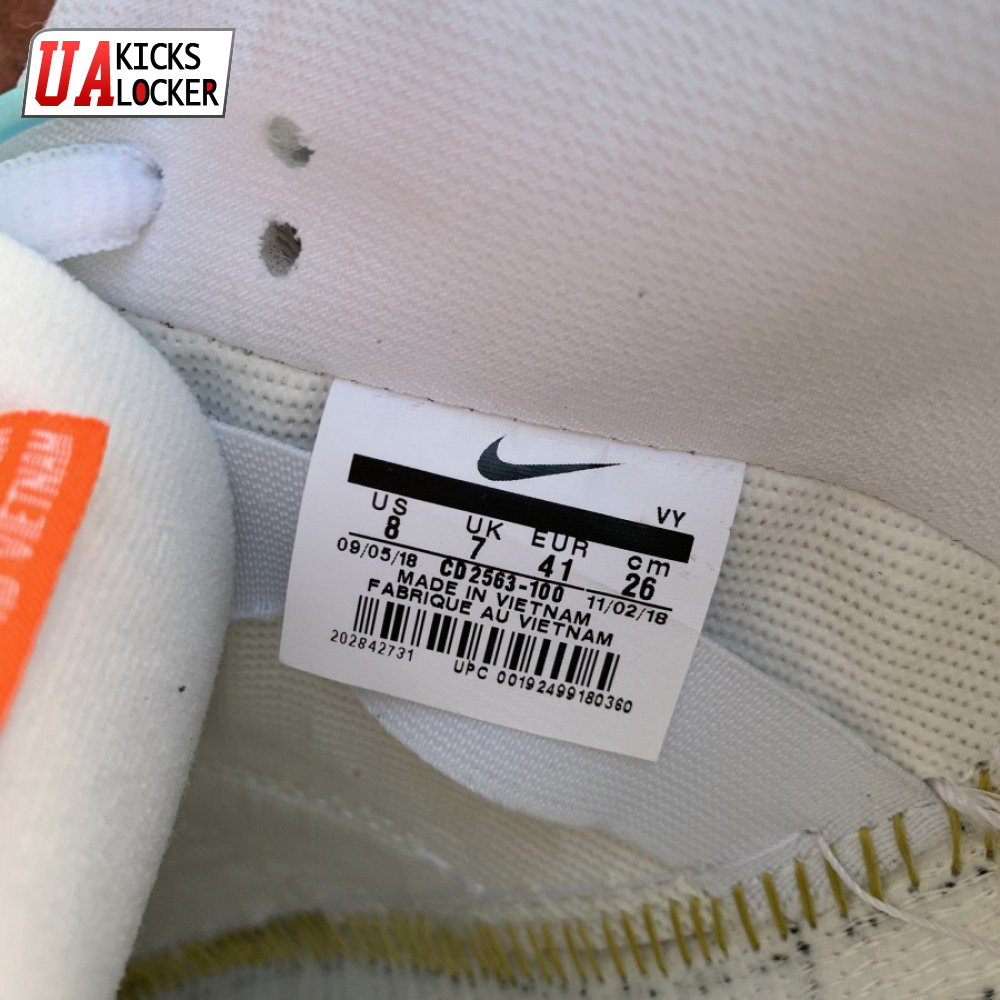 UA KICKS
LOCKER
VY
US UK EUR cm
8 7 41 26
09/05/18 CD2563-100 11/02/18
MADE IN VIETNAM
FABRIQUE AU VIETNAM
202842731
UPC 00192499180360
VIETNAM